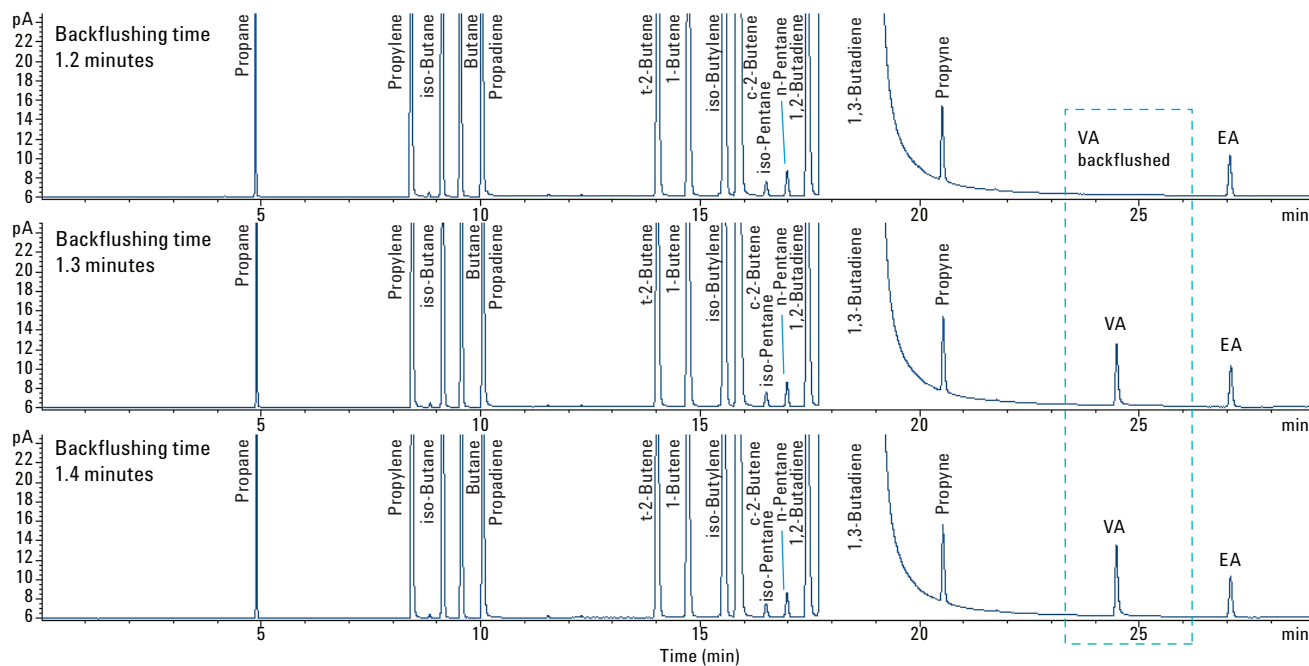 pA
22
20
18
16
14
12
10
8
6
Backflushing time
1.2 minutes
Propane
Propylene
iso-Butane
Butane
Propadiene
t-2-Butene
1-Butene
iso-Butylene
c-2-Butene
iso-Pentane
n-Pentane
1,2-Butadiene
1,3-Butadiene
Propyne
VA
backflushed
EA
5
10
15
20
25
min
pA
22
20
18
16
14
12
10
8
6
Backflushing time
1.3 minutes
Propane
Propylene
iso-Butane
Butane
Propadiene
t-2-Butene
1-Butene
iso-Butylene
c-2-Butene
iso-Pentane
n-Pentane
1,2-Butadiene
1,3-Butadiene
Propyne
VA
EA
5
10
15
20
25
min
pA
22
20
18
16
14
12
10
8
6
Backflushing time
1.4 minutes
Propane
Propylene
iso-Butane
Butane
Propadiene
t-2-Butene
1-Butene
iso-Butylene
c-2-Butene
iso-Pentane
n-Pentane
1,2-Butadiene
1,3-Butadiene
Propyne
VA
EA
5
10
15
20
25
min
Time (min)